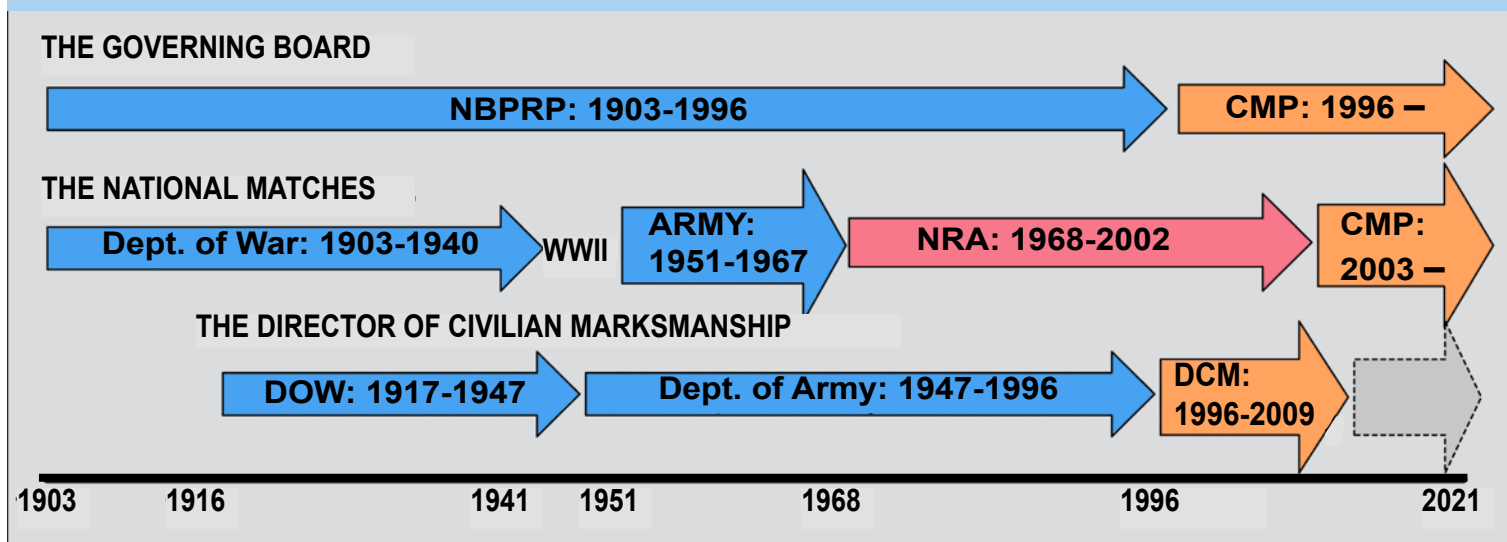 THE GOVERNING BOARD
NBPRP: 1903-1996
CMP: 1996 –
THE NATIONAL MATCHES
Dept. of War: 1903-1940
WWII
ARMY:
1951-1967
NRA: 1968-2002
CMP:
2003 –
THE DIRECTOR OF CIVILIAN MARKSMANSHIP
DOW: 1917-1947
Dept. of Army: 1947-1996
DCM:
1996-2009
1903 1916 1941 1951 1968 1996 2021